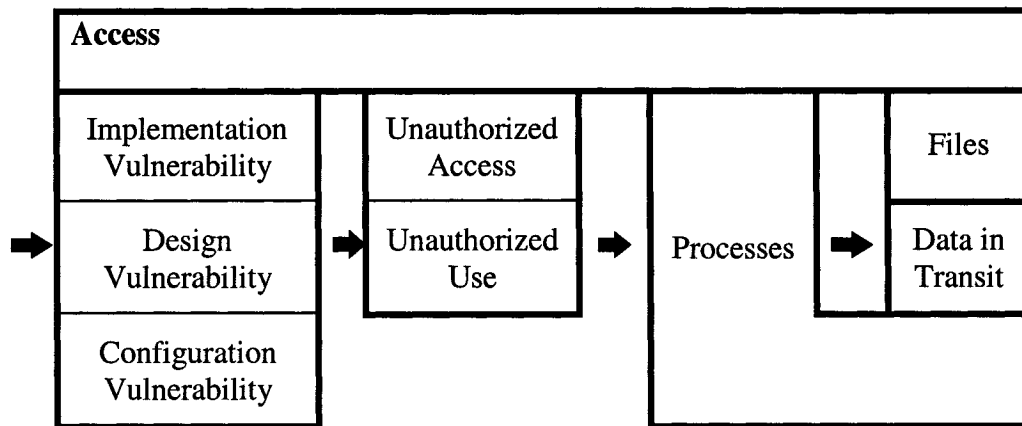 Access
Implementation
Vulnerability
Design
Vulnerability
Configuration
Vulnerability
Unauthorized
Access
Unauthorized
Use
Processes
Files
Data in
Transit